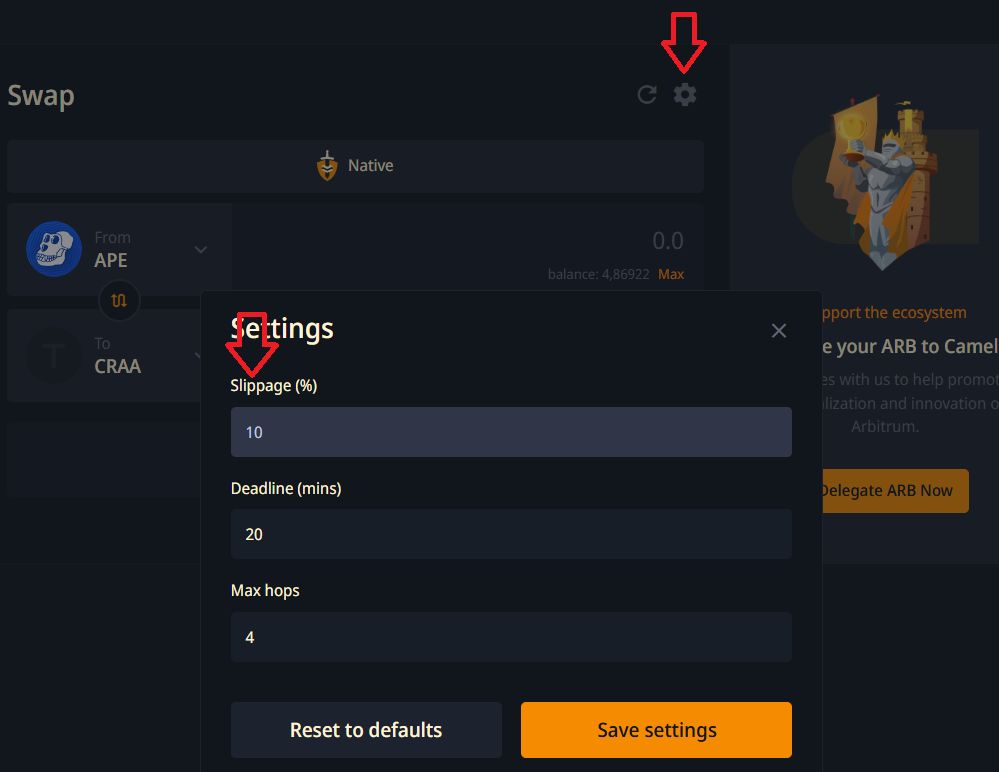 Swap
Native
From
APE
0.0
balance: 4,86922 Max
To
CRAA
Settings
Slippage (%)
10
Deadline (mins)
20
Max hops
4
Reset to defaults
Save settings
pport the ecosystem
e your ARB to Camel
es with us to help promot
lization and innovation o
Arbitrum.
Delegate ARB Now